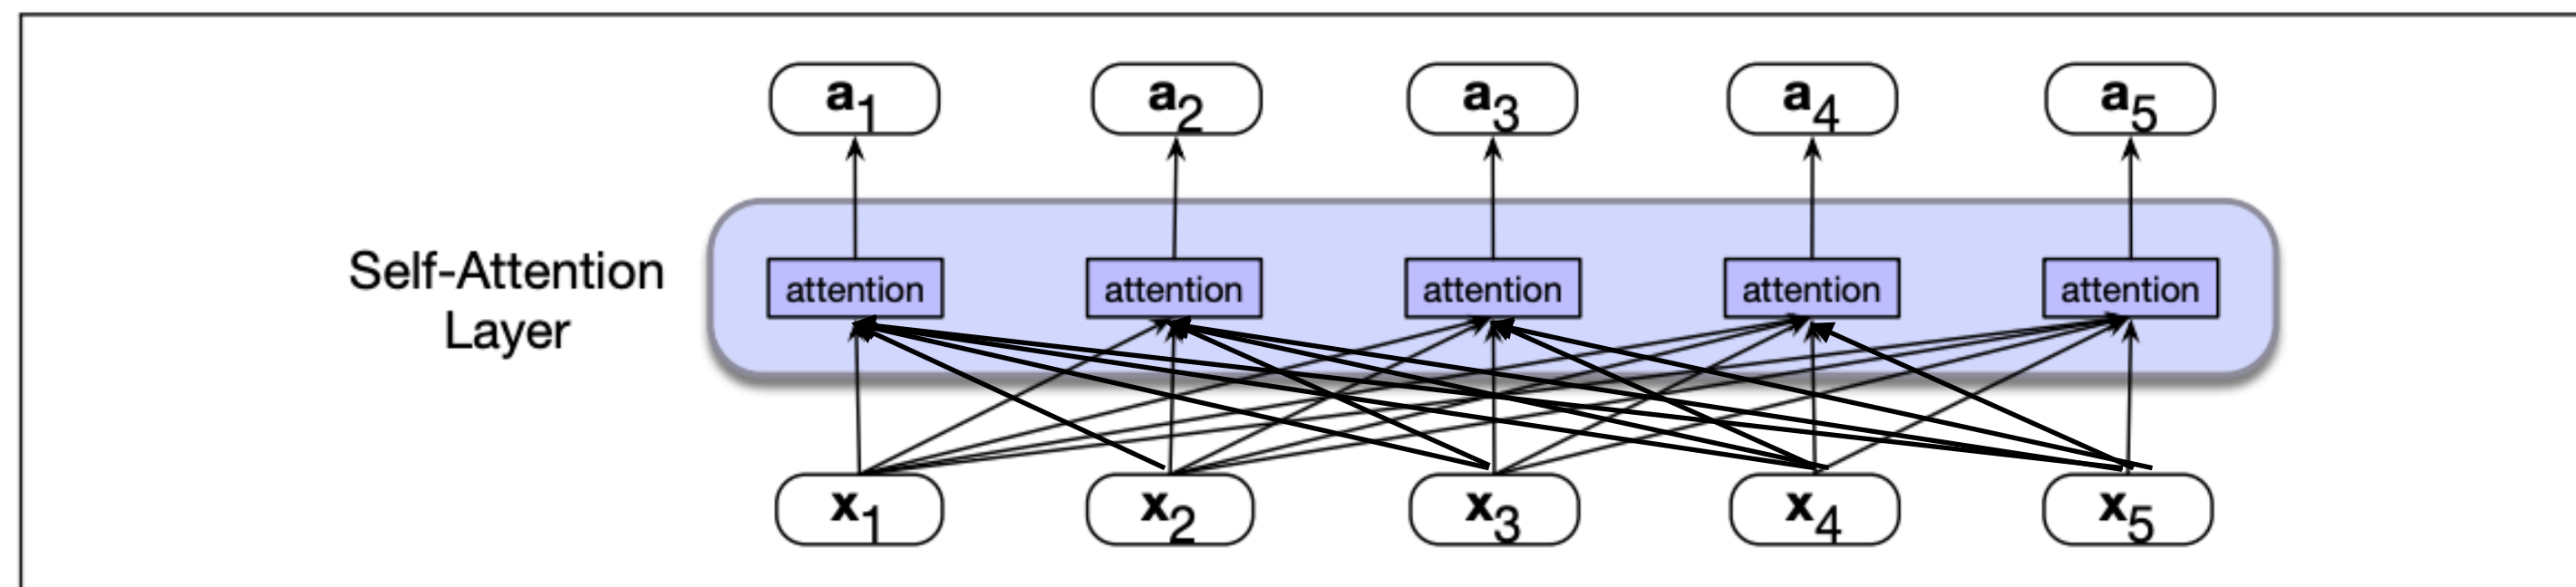 a1 a2 a3 a4 a5
Self-Attention
Layer
attention attention attention attention attention
x1 x2 x3 x4 x5